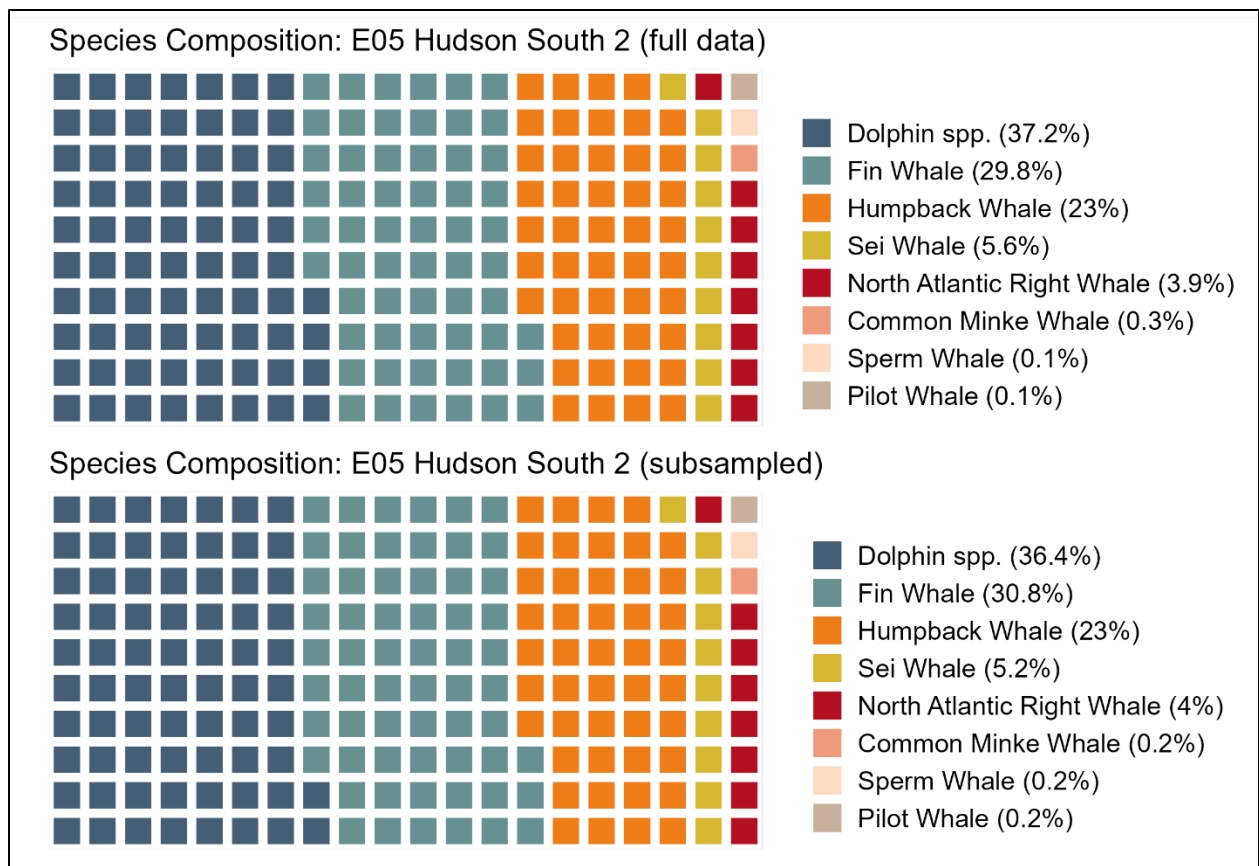 Species Composition: E05 Hudson South 2 (full data)
Dolphin spp. (37.2%)
Fin Whale (29.8%)
Humpback Whale (23%)
Sei Whale (5.6%)
North Atlantic Right Whale (3.9%)
Common Minke Whale (0.3%)
Sperm Whale (0.1%)
Pilot Whale (0.1%)
Species Composition: E05 Hudson South 2 (subsampled)
Dolphin spp. (36.4%)
Fin Whale (30.8%)
Humpback Whale (23%)
Sei Whale (5.2%)
North Atlantic Right Whale (4%)
Common Minke Whale (0.2%)
Sperm Whale (0.2%)
Pilot Whale (0.2%)